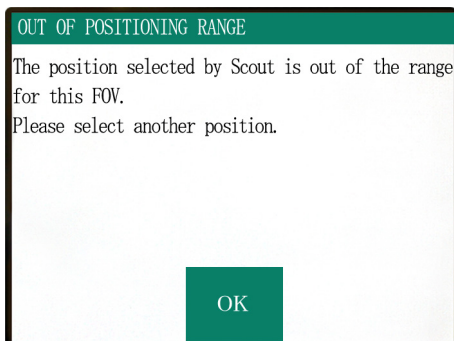 OUT OF POSITIONING RANGE
The position selected by Scout is out of the range
for this FOV.
Please select another position.
OK